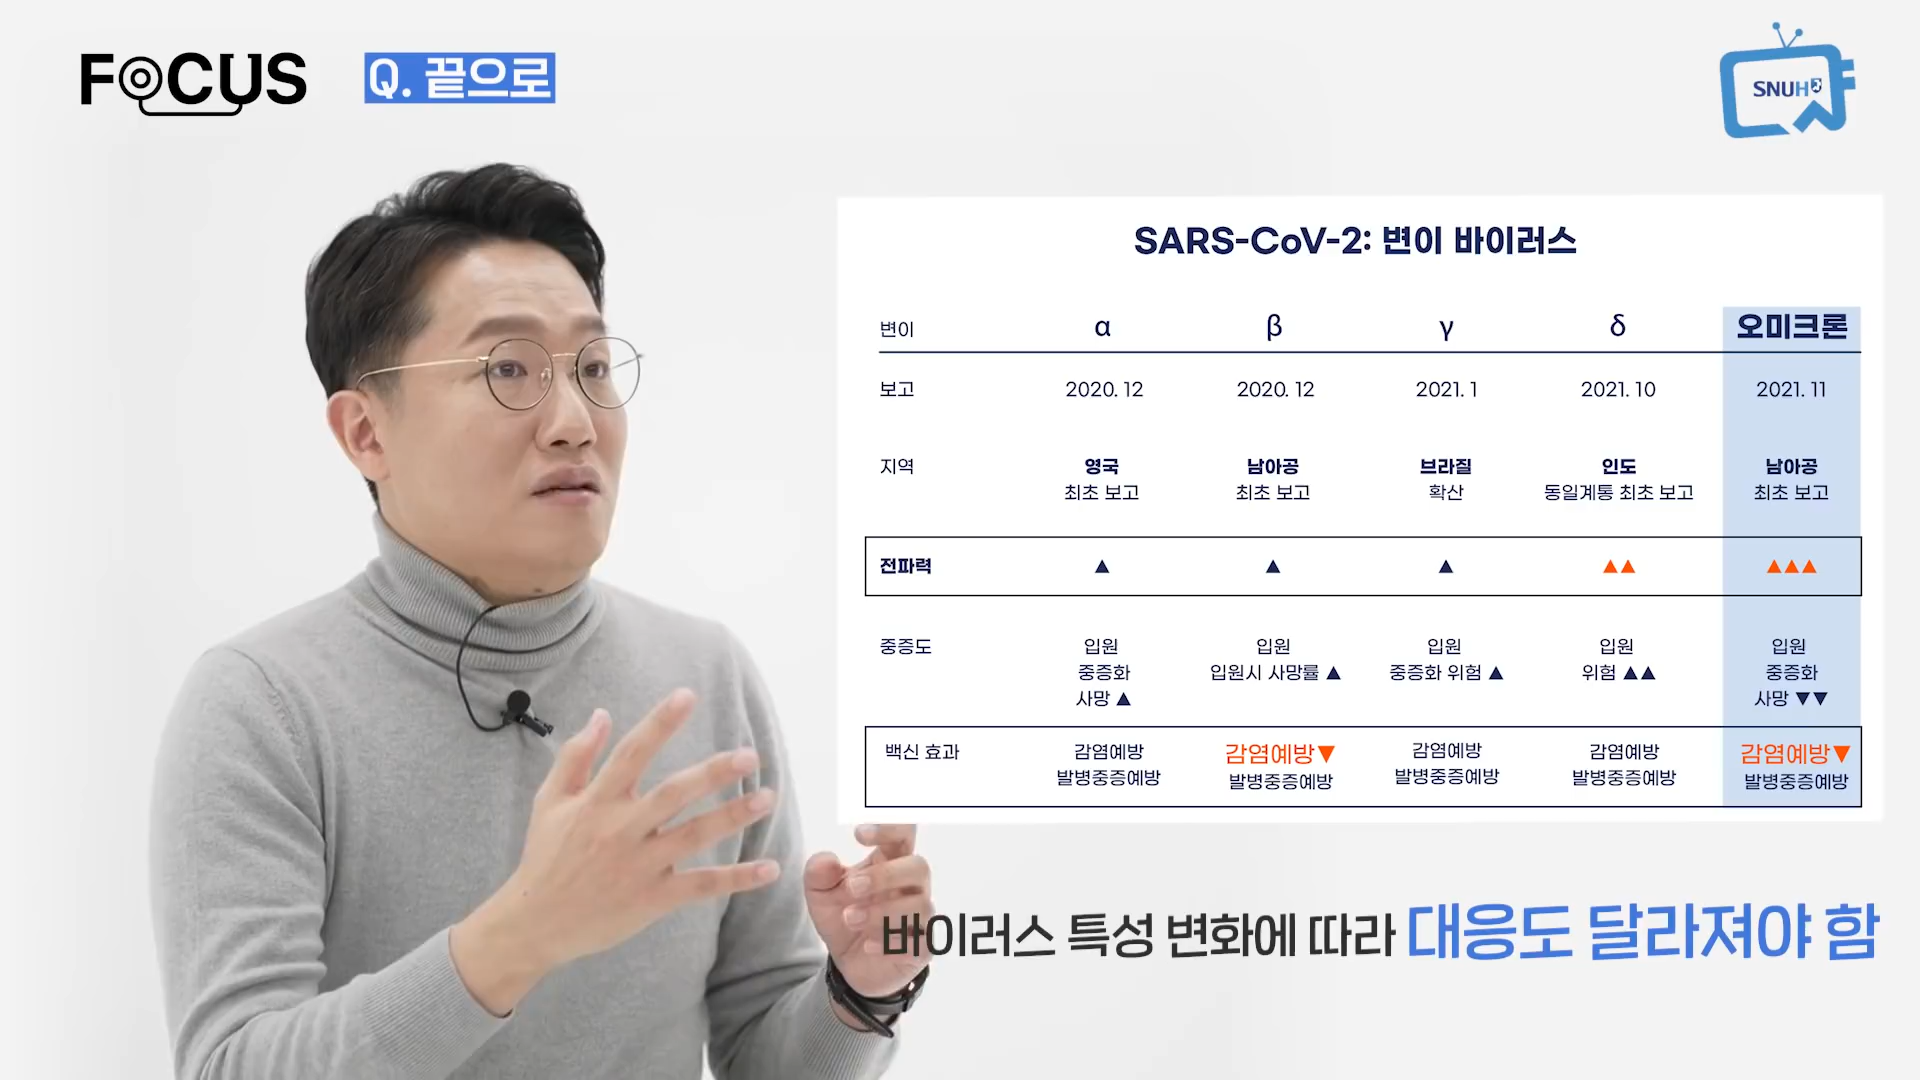 FOCUS
Q. 끝으로
SNUH
SARS-CoV-2: 변이 바이러스
변이 α β γ δ 오미크론
보고 2020. 12 2020. 12 2021. 1 2021. 10 2021. 11
지역 영국 남아공 브라질 인도 남아공
최초 보고 최초 보고 확산 동일계통 최초 보고 최초 보고
전파력 ▲ ▲ ▲ ▲▲ ▲▲▲
중증도 입원 입원 입원 입원 입원
중증화 입원시 사망률 ▲ 중증화 위험 ▲ 위험 ▲▲ 중증화
사망 ▲ 사망 ▼▼
백신 효과 감염예방 감염예방▼ 감염예방 감염예방 감염예방▼
발병중증예방 발병중증예방 발병중증예방 발병중증예방 발병중증예방
바이러스 특성 변화에 따라 대응도 달라져야 함